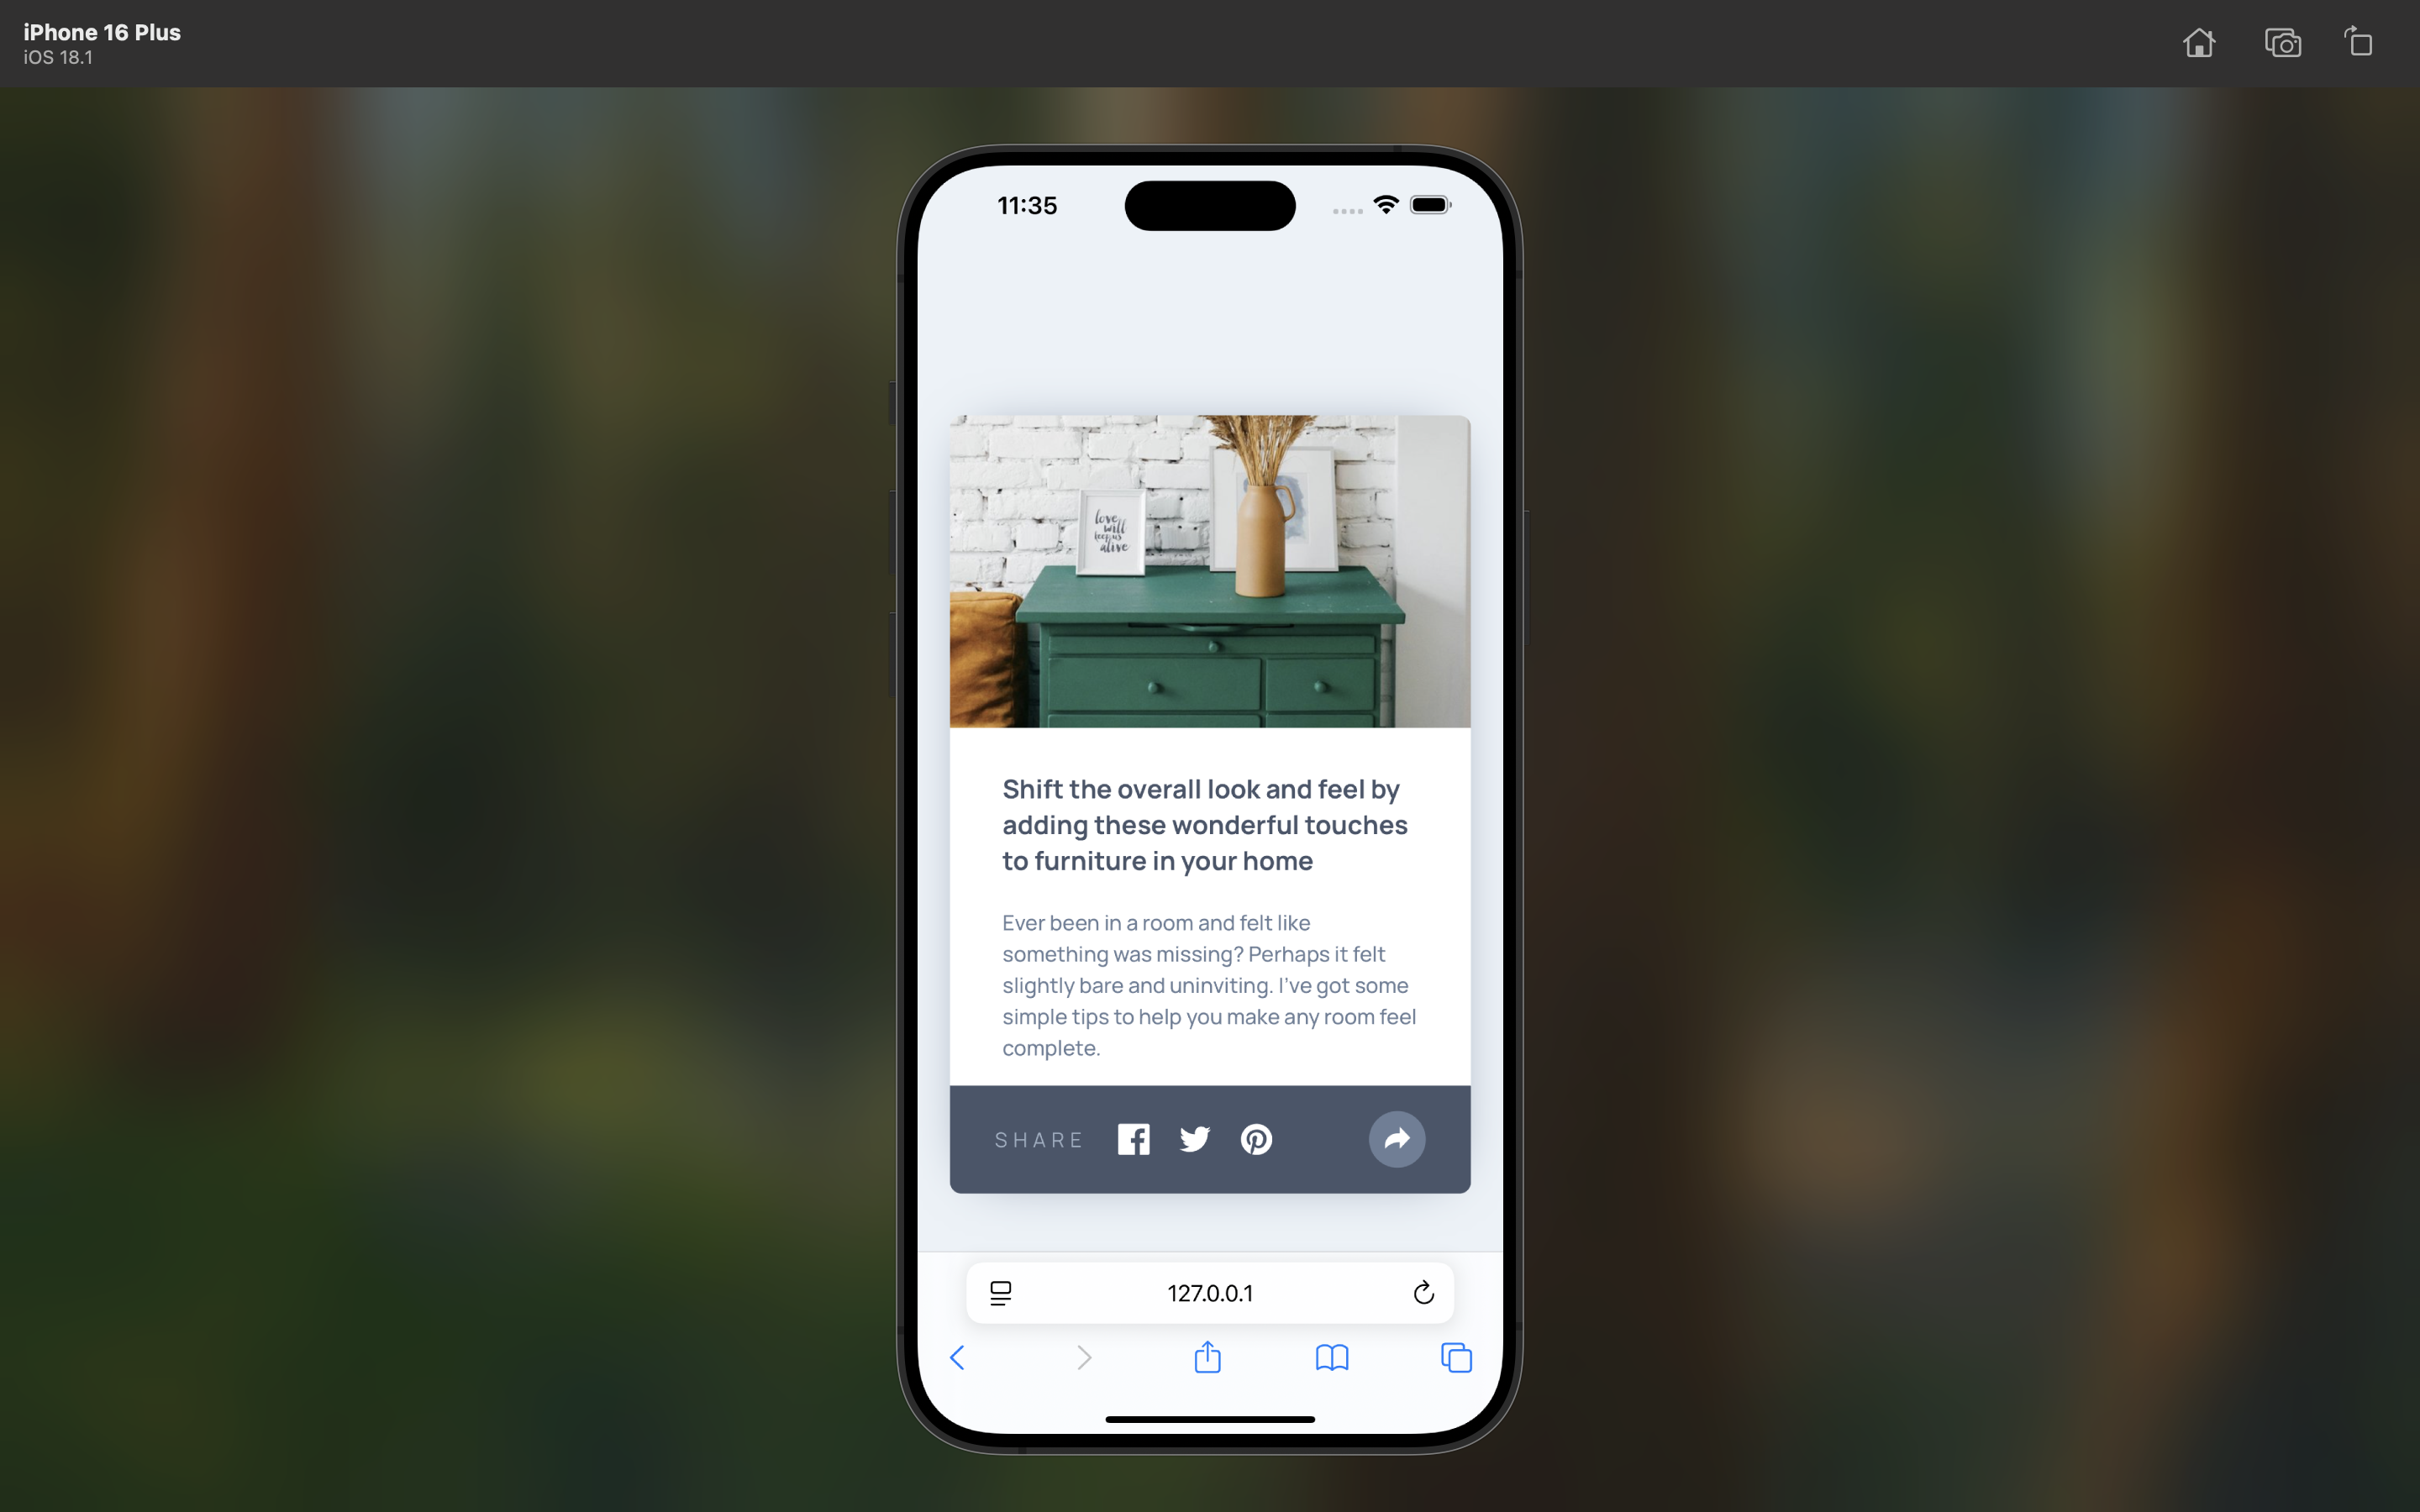 iPhone 16 Plus
iOS 18.1
11:35
love
will
keep us
alive
Shift the overall look and feel by
adding these wonderful touches
to furniture in your home
Ever been in a room and felt like
something was missing? Perhaps it felt
slightly bare and uninviting. I’ve got some
simple tips to help you make any room feel
complete.
SHARE
127.0.0.1